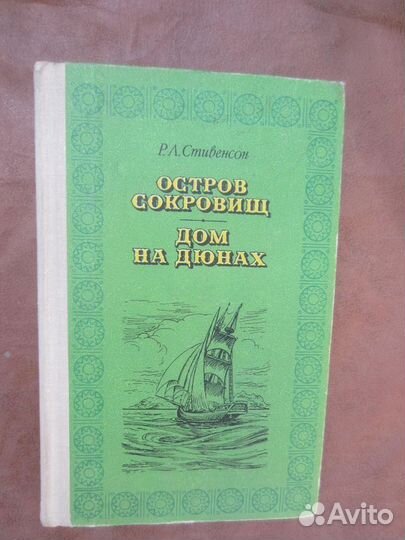 Р.А.Стивенсон
ОСТРОВ
СОКРОВИЩ
ДОМ
НА ДЮНАХ
Avito